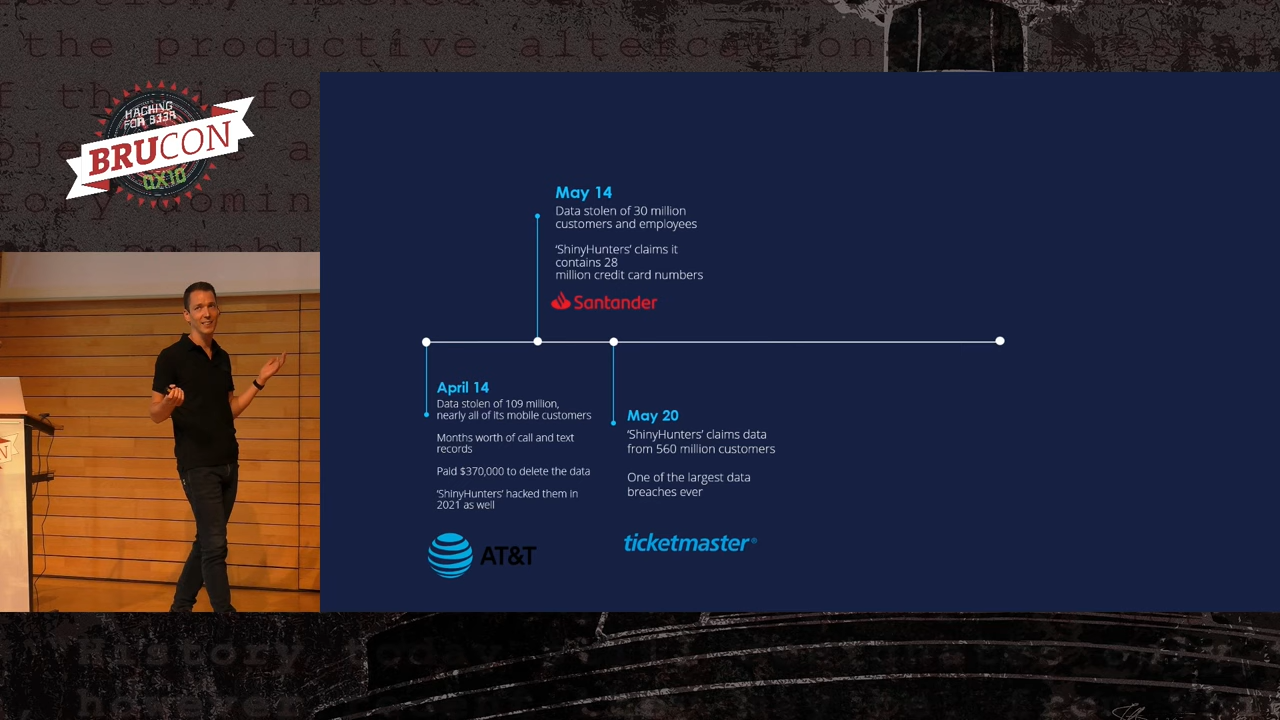 the productive altercation
HACKING
FOR B33R
BRUCON
0X10
May 14
Data stolen of 30 million
customers and employees
‘ShinyHunters’ claims it
contains 28
million credit card numbers
Santander
April 14
Data stolen of 109 million,
nearly all of its mobile customers
Months worth of call and text
records
Paid $370,000 to delete the data
‘ShinyHunters’ hacked them in
2021 as well
AT&T
May 20
‘ShinyHunters’ claims data
from 560 million customers
One of the largest data
breaches ever
ticketmaster®
History today
however